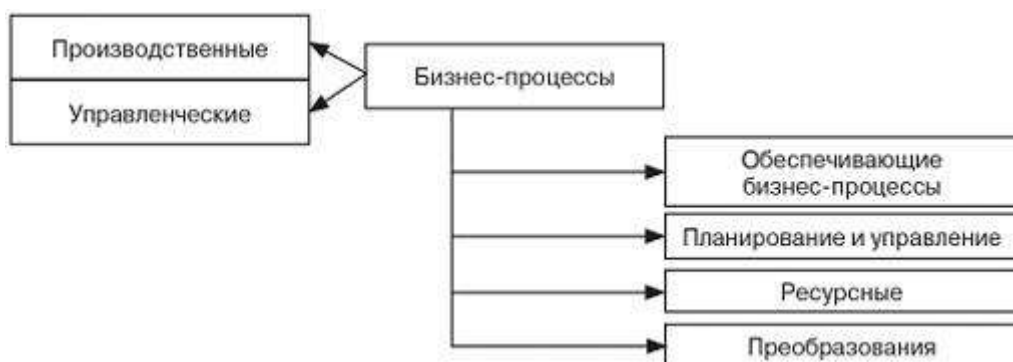 Производственные
Бизнес-процессы
Управленческие
Обеспечивающие
бизнес-процессы
Планирование и управление
Ресурсные
Преобразования